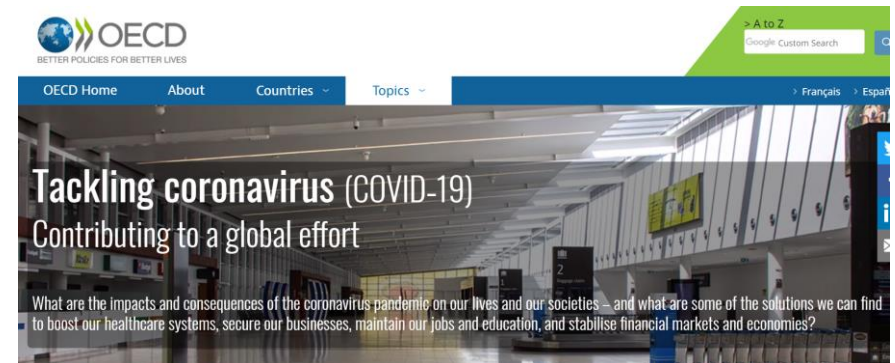 OECD
BETTER POLICIES FOR BETTER LIVES
> A to Z
Google Custom Search
OECD Home About Countries Topics > Français > Españ
Tackling coronavirus (COVID-19)
Contributing to a global effort
1
2
What are the impacts and consequences of the coronavirus pandemic on our lives and our societies – and what are some of the solutions we can find
to boost our healthcare systems, secure our businesses, maintain our jobs and education, and stabilise financial markets and economies?